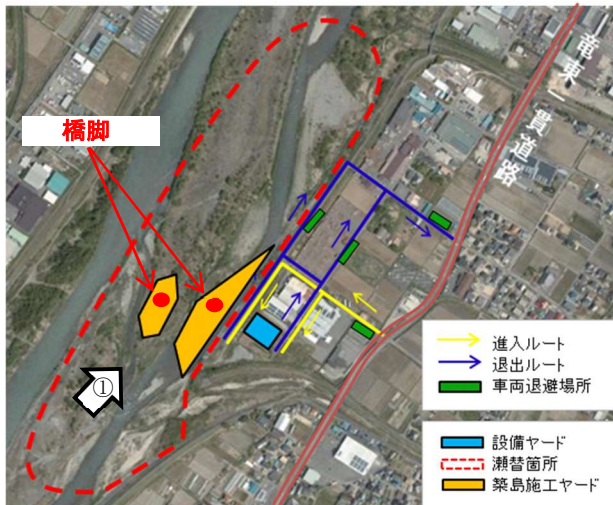 橋脚
竜東一貫道路
①
進入ルート
退出ルート
車両退避場所
設備ヤード
瀬替箇所
築島施工ヤード